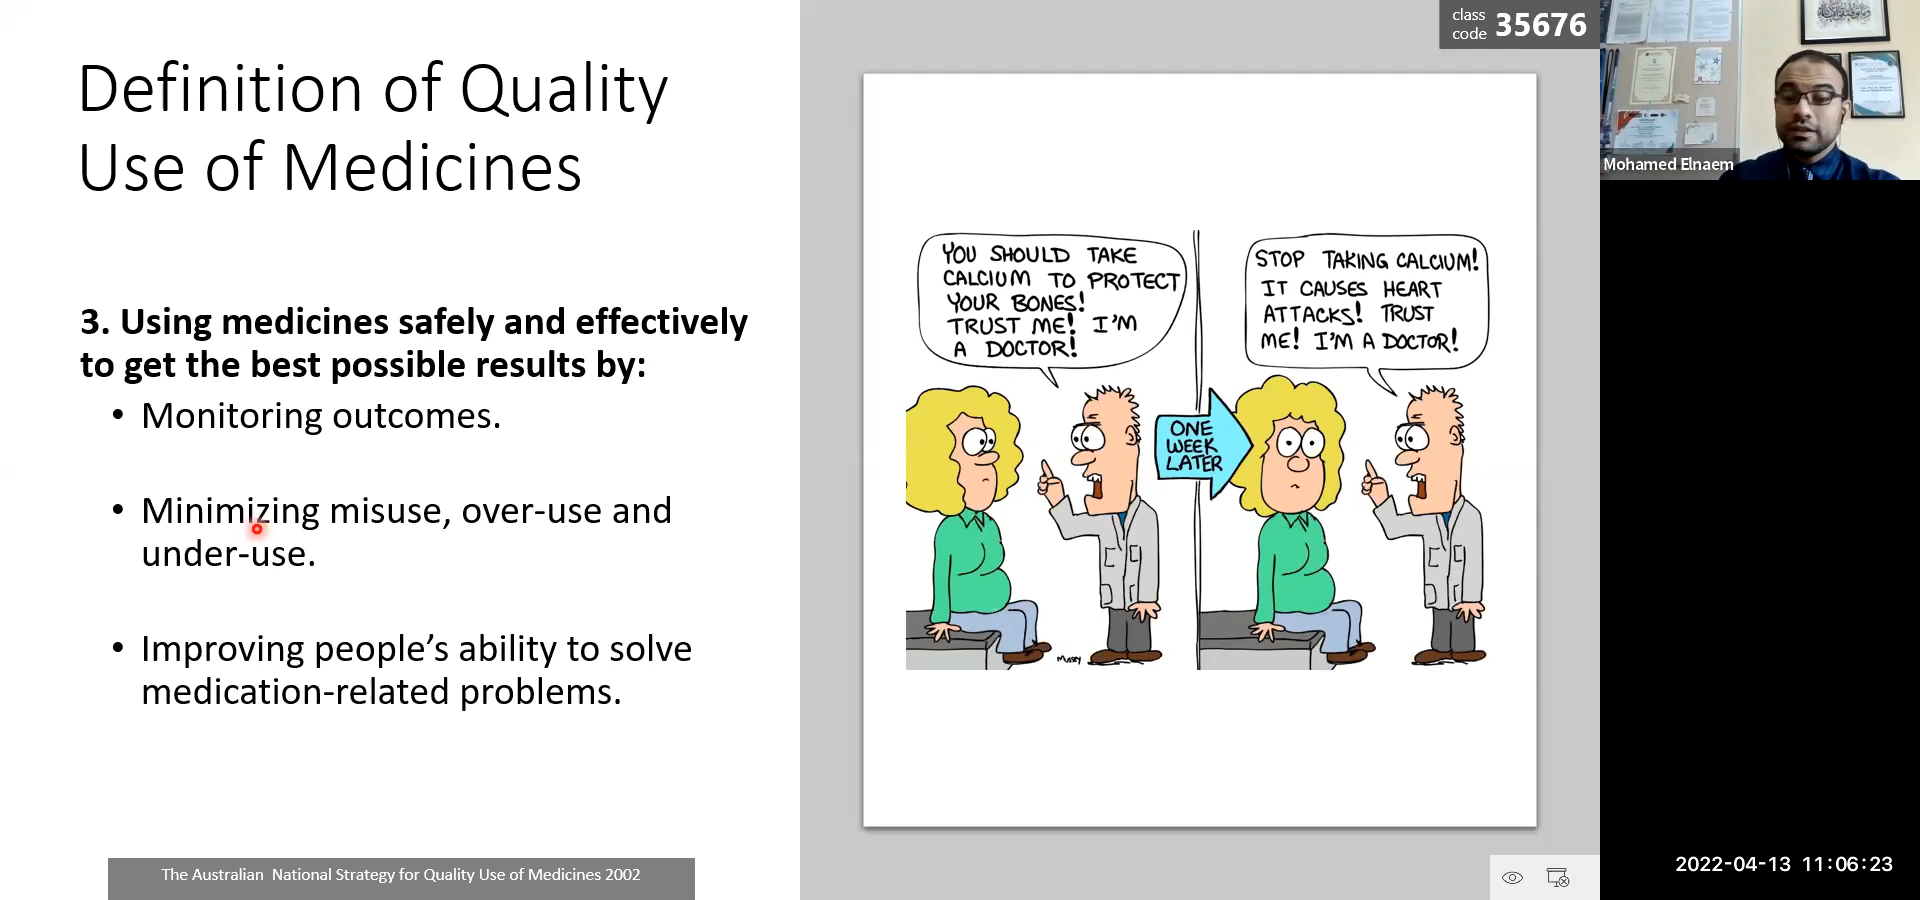 Definition of Quality
Use of Medicines
3. Using medicines safely and effectively
to get the best possible results by:
• Monitoring outcomes.
• Minimizing misuse, over-use and
under-use.
• Improving people’s ability to solve
medication-related problems.
The Australian National Strategy for Quality Use of Medicines 2002
class
code 35676
YOU SHOULD TAKE
CALCIUM TO PROTECT
YOUR BONES!
TRUST ME! I'M
A DOCTOR!
ONE
WEEK
LATER
STOP TAKING CALCIUM!
IT CAUSES HEART
ATTACKS! TRUST
ME! I'M A DOCTOR!
Mussey
Mohamed Elnaem
2022-04-13 11:06:23